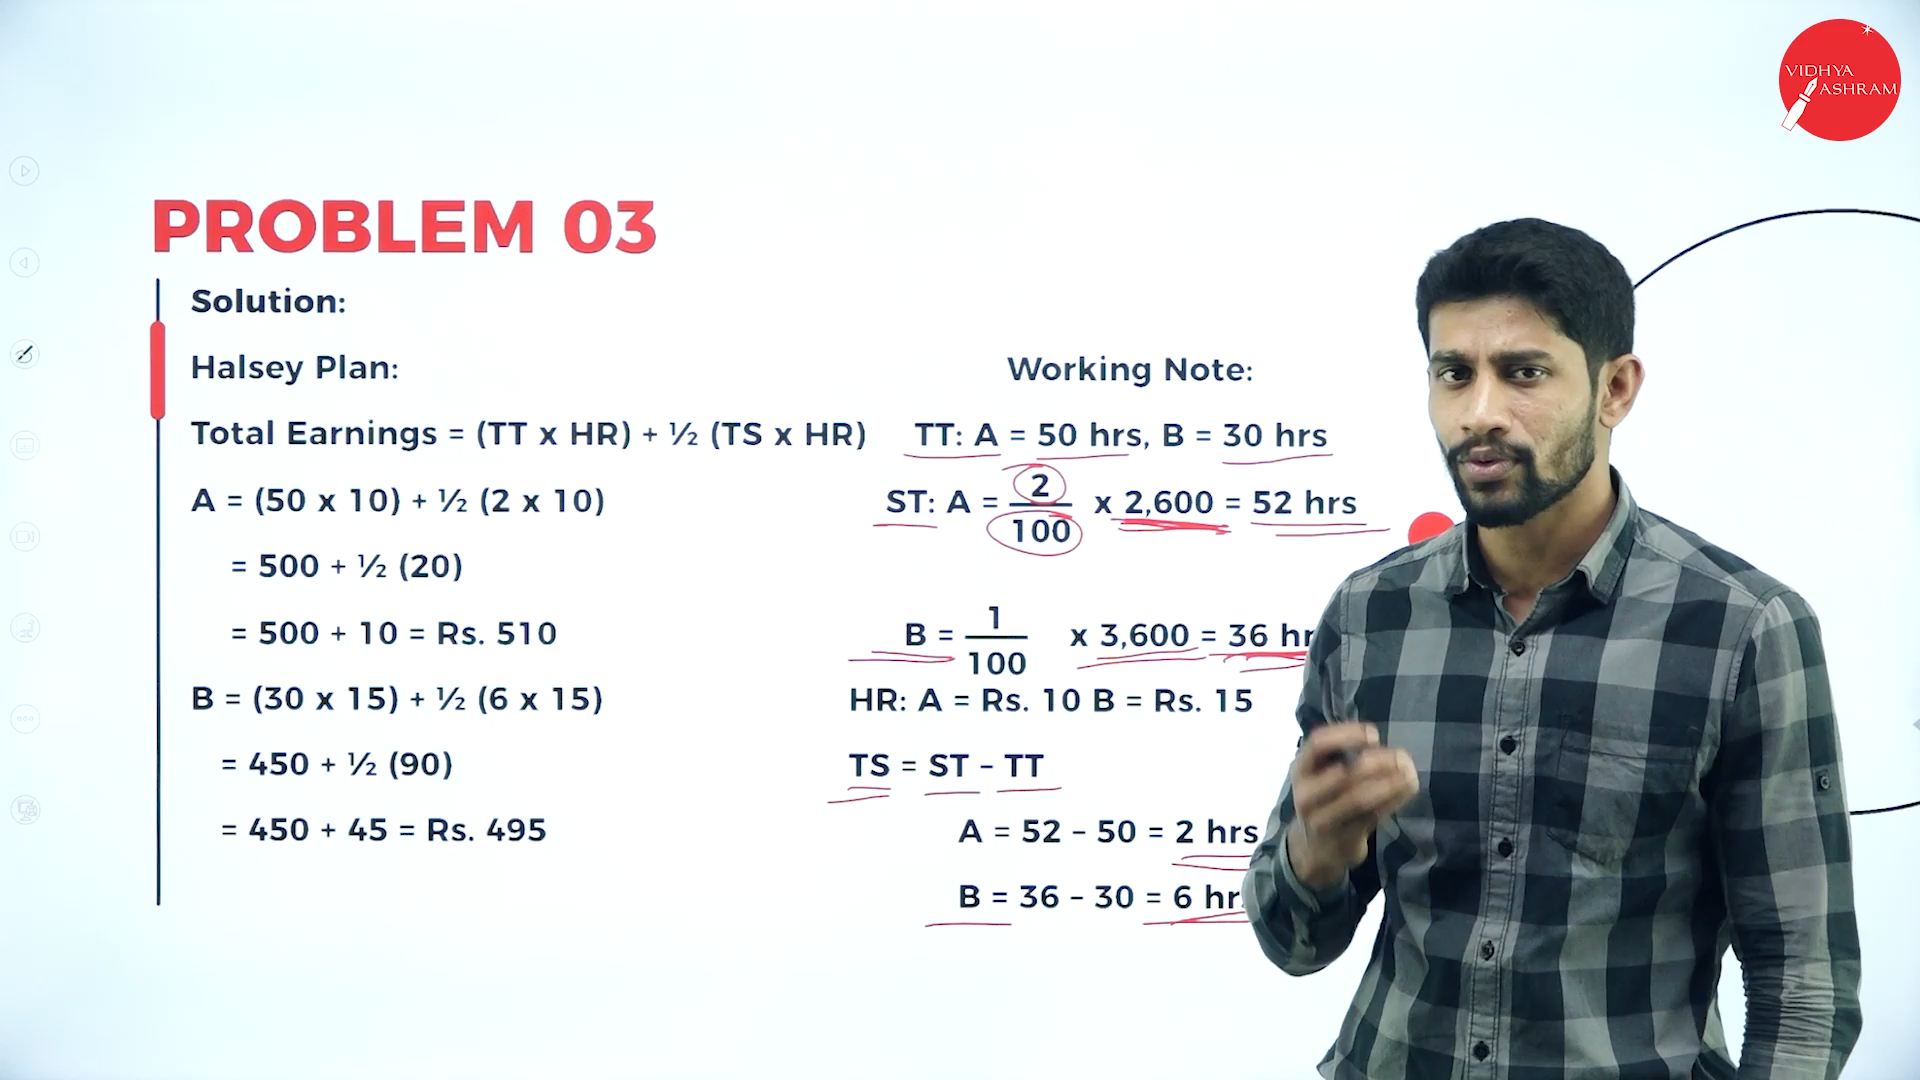 VIDHYA
ASHRAM
PROBLEM 03
Solution:
Halsey Plan:
Total Earnings = (TT x HR) + ½ (TS x HR)
A = (50 x 10) + ½ (2 x 10)
= 500 + ½ (20)
= 500 + 10 = Rs. 510
B = (30 x 15) + ½ (6 x 15)
= 450 + ½ (90)
= 450 + 45 = Rs. 495
Working Note:
TT: A = 50 hrs, B = 30 hrs
ST: A = 2/100 x 2,600 = 52 hrs
B = 1/100 x 3,600 = 36 hr
HR: A = Rs. 10 B = Rs. 15
TS = ST - TT
A = 52 - 50 = 2 hrs
B = 36 - 30 = 6 hr